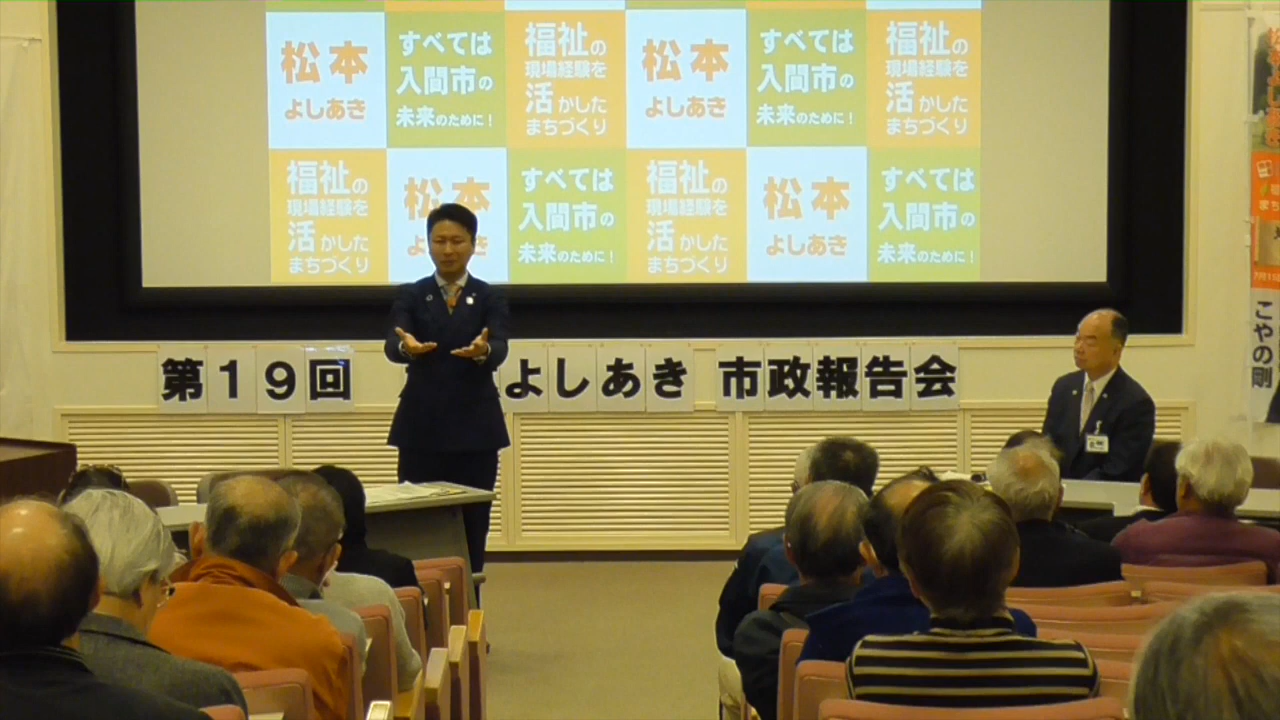 松本
よしあき
すべては
入間市の
未来のために!
福祉の
現場経験を
活かした
まちづくり
松本
よしあき
すべては
入間市の
未来のために!
福祉の
現場経験を
活かした
まちづくり
福祉の
現場経験を
活かした
まちづくり
松本
よしあき
すべては
入間市の
未来のために!
福祉の
現場経験を
活かした
まちづくり
松本
よしあき
すべては
入間市の
未来のために!
第19回
よしあき 市政報告会
こやの剛